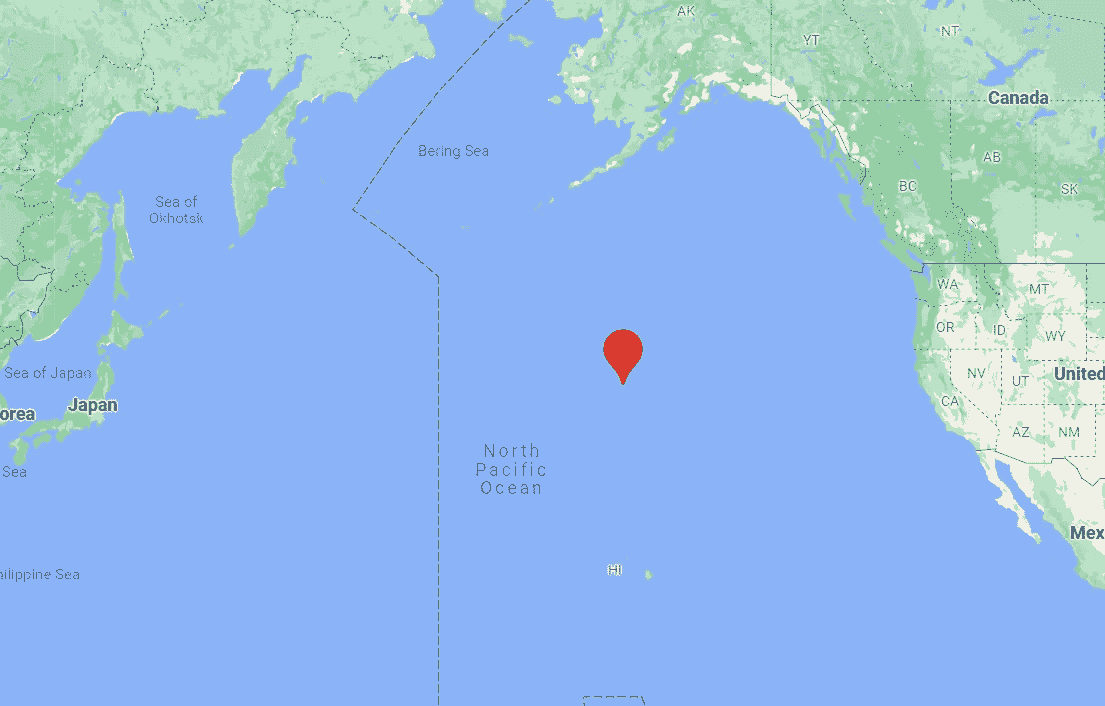 AK
YT
NT
Canada
Bering Sea
AB
BC
SK
Sea of
Okhotsk
WA
MT
OR
ID
WY
Sea of Japan
NV
UT
United
CA
orea
Japan
AZ
NM
North
Pacific
Ocean
Sea
Mex
HI
ilippine Sea